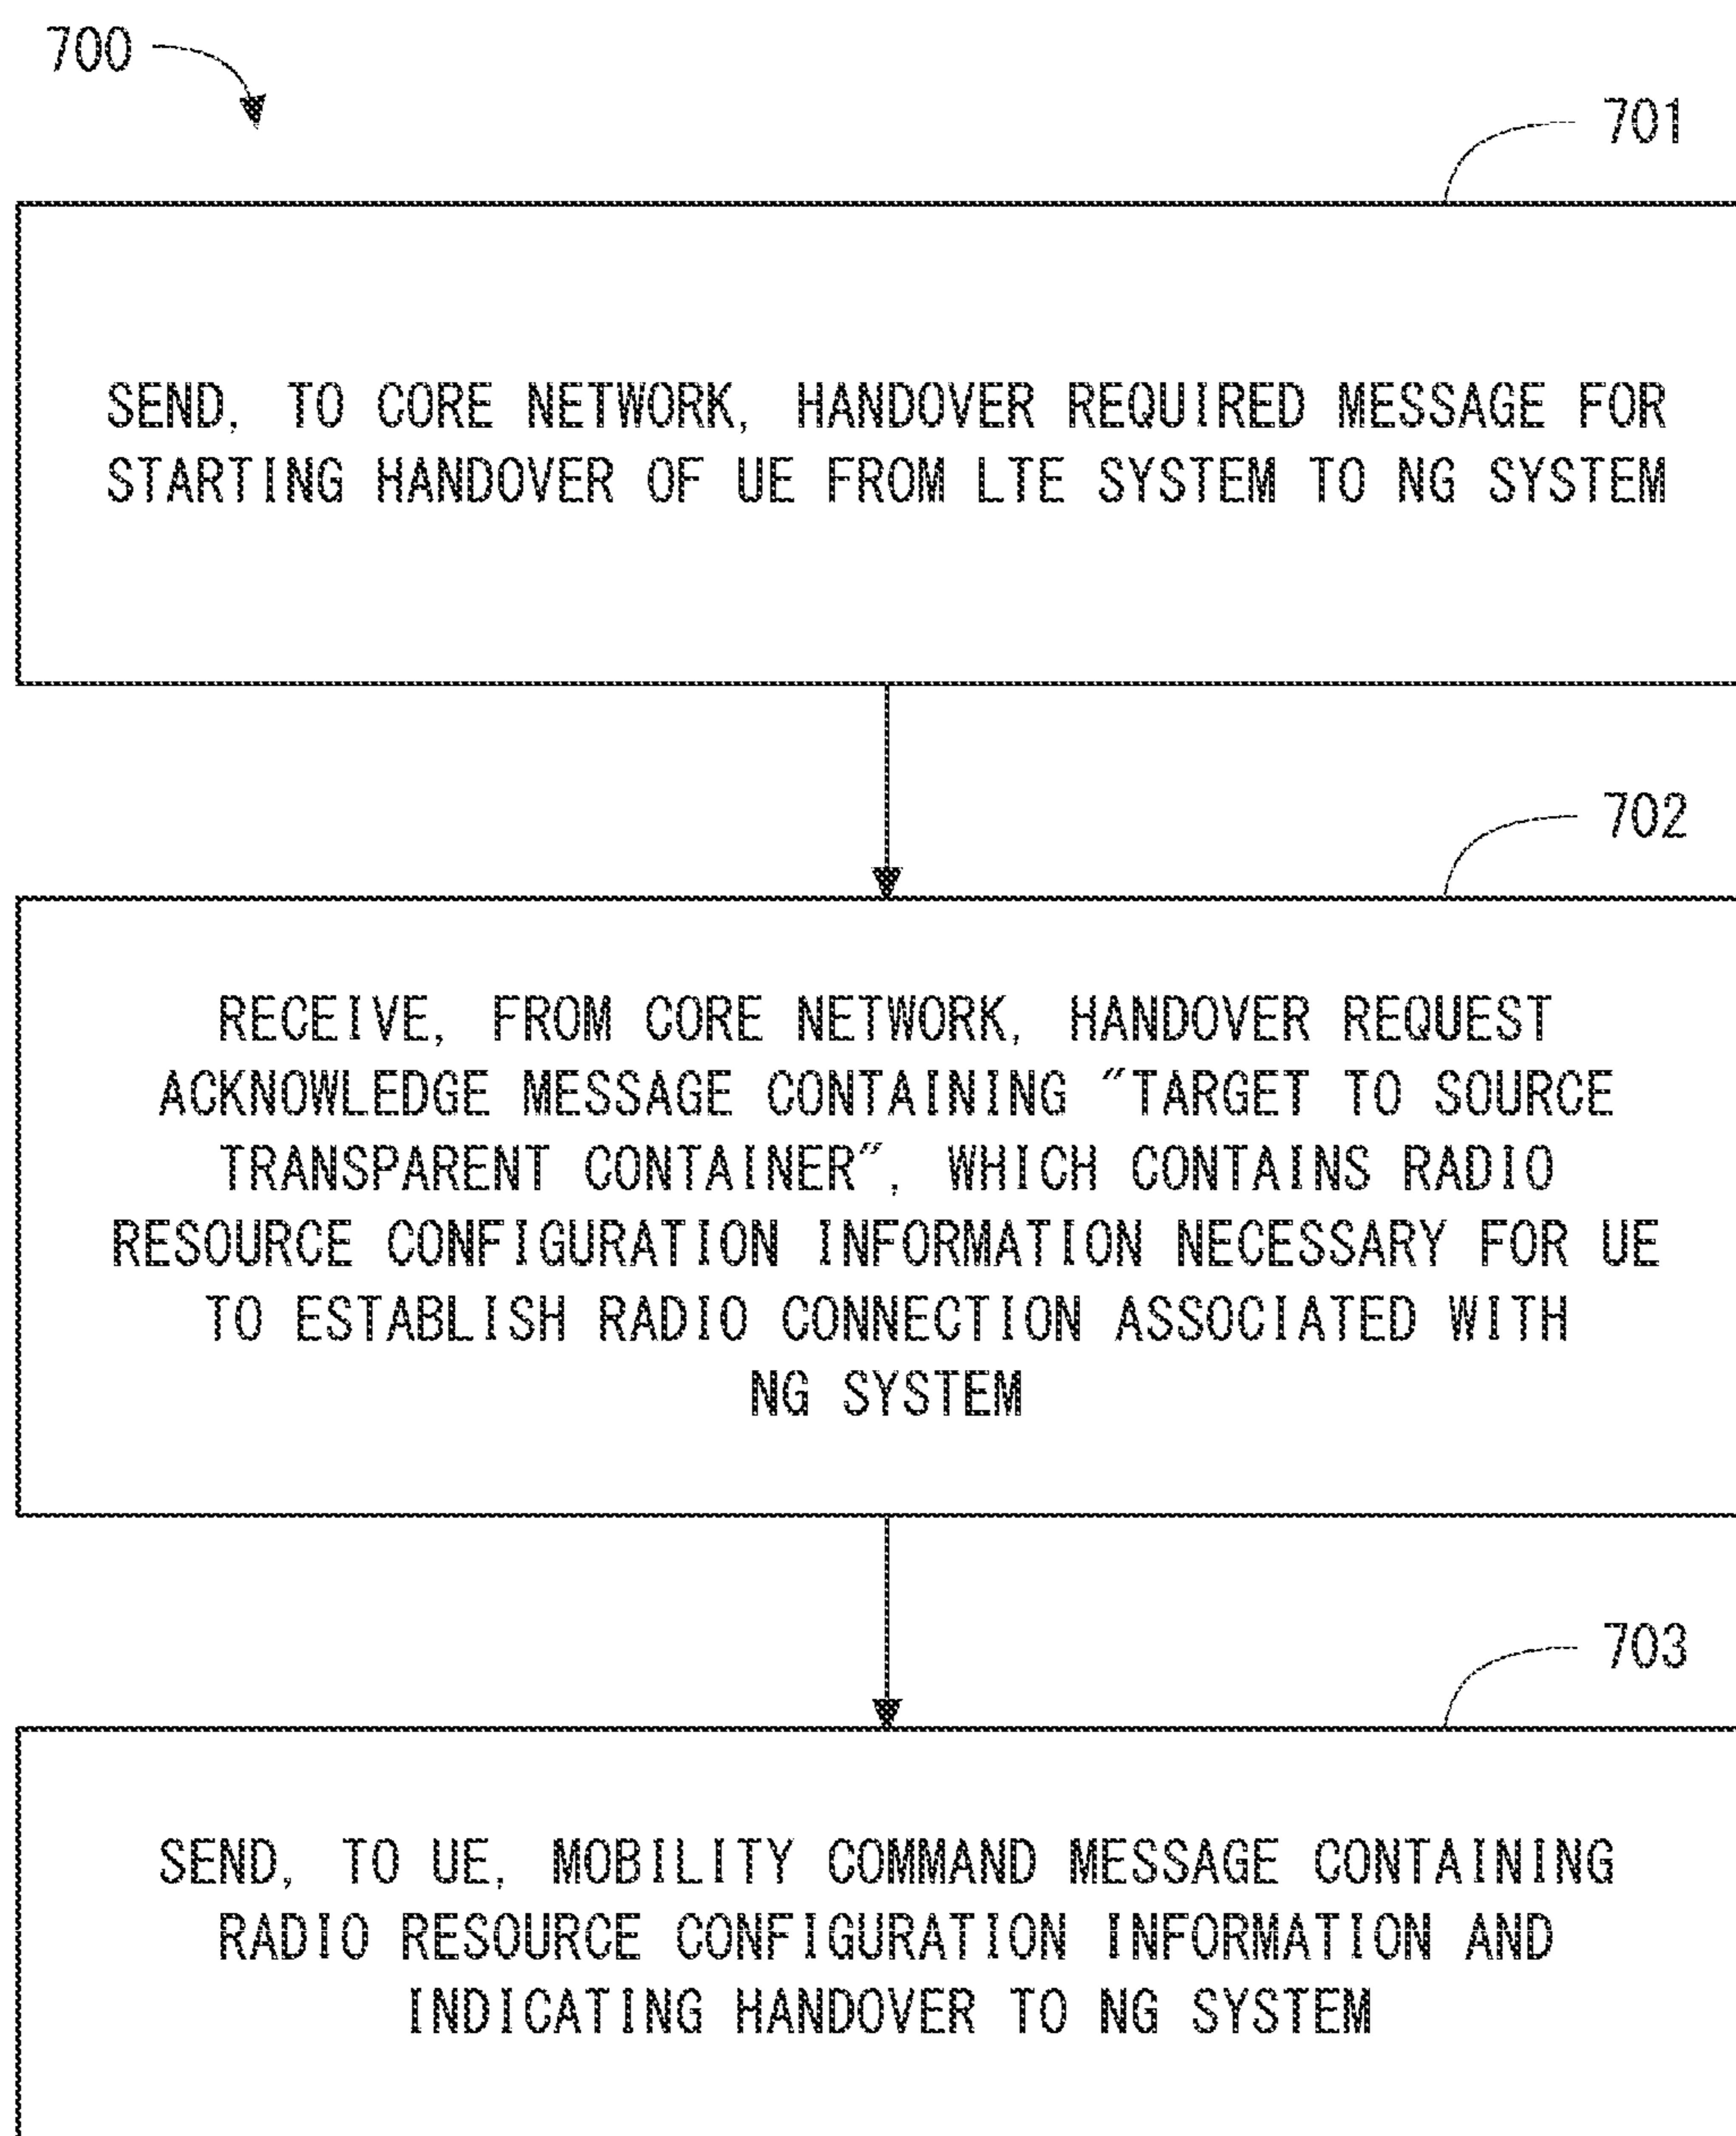 700
701
SEND, TO CORE NETWORK, HANDOVER REQUIRED MESSAGE FOR
STARTING HANDOVER OF UE FROM LTE SYSTEM TO NG SYSTEM
702
RECEIVE, FROM CORE NETWORK, HANDOVER REQUEST
ACKNOWLEDGE MESSAGE CONTAINING "TARGET TO SOURCE
TRANSPARENT CONTAINER", WHICH CONTAINS RADIO
RESOURCE CONFIGURATION INFORMATION NECESSARY FOR UE
TO ESTABLISH RADIO CONNECTION ASSOCIATED WITH
NG SYSTEM
703
SEND, TO UE, MOBILITY COMMAND MESSAGE CONTAINING
RADIO RESOURCE CONFIGURATION INFORMATION AND
INDICATING HANDOVER TO NG SYSTEM